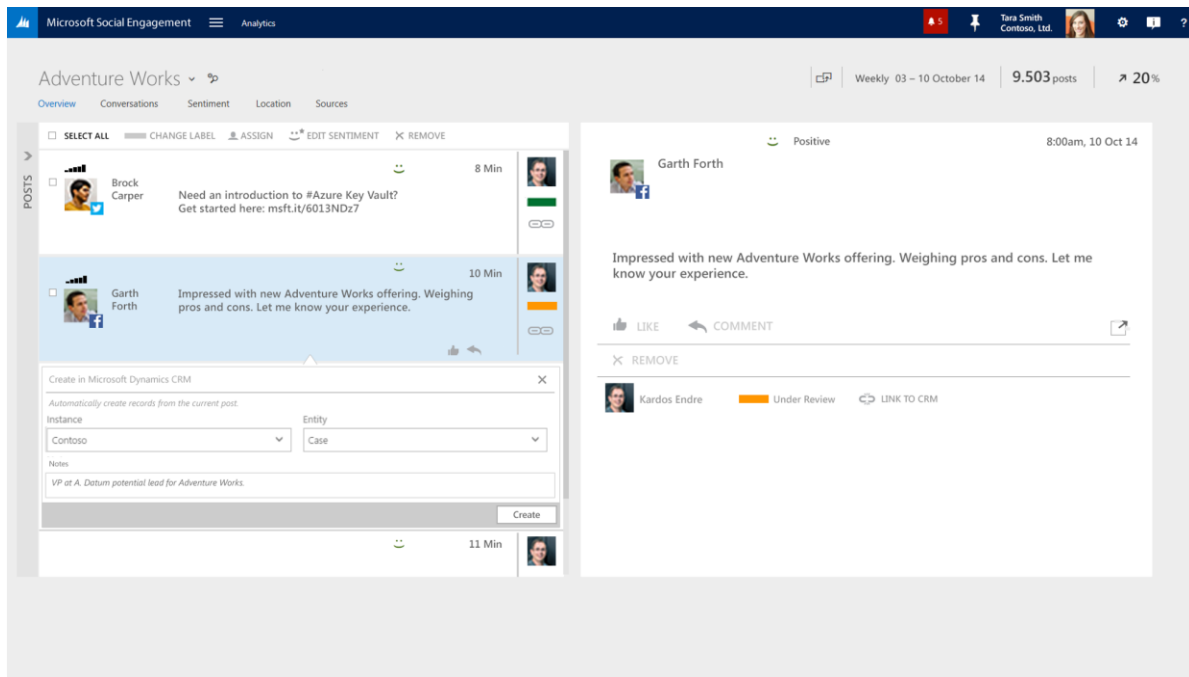 Microsoft Social Engagement
Analytics
5
Tara Smith
Contoso, Ltd.
?
Adventure Works
Weekly 03 – 10 October 14
9.503 posts
20%
Overview
Conversations
Sentiment
Location
Sources
POSTS
SELECT ALL
CHANGE LABEL
ASSIGN
EDIT SENTIMENT
REMOVE
8 Min
Brock
Carper
Need an introduction to #Azure Key Vault?
Get started here: msft.it/6013NDz7
10 Min
Garth
Forth
Impressed with new Adventure Works offering. Weighing
pros and cons. Let me know your experience.
Create in Microsoft Dynamics CRM
Automatically create records from the current post.
Instance
Entity
Contoso
Case
Notes
VP at A. Datum potential lead for Adventure Works.
Create
11 Min
Positive
8:00am, 10 Oct 14
Garth Forth
Impressed with new Adventure Works offering. Weighing pros and cons. Let me
know your experience.
LIKE
COMMENT
REMOVE
Kardos Endre
Under Review
LINK TO CRM